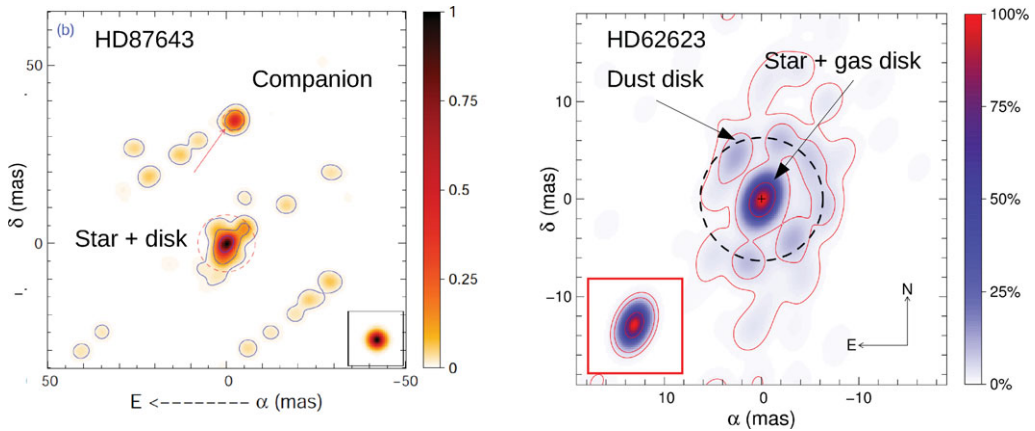 (b)
HD87643
Companion
Star + disk
50
0
δ (mas)
50
0
-50
E <-------- α (mas)
1
0.75
0.5
0.25
0
HD62623
Star + gas disk
Dust disk
10
0
−10
δ (mas)
10
0
−10
α (mas)
N
E
100%
75%
50%
25%
0%